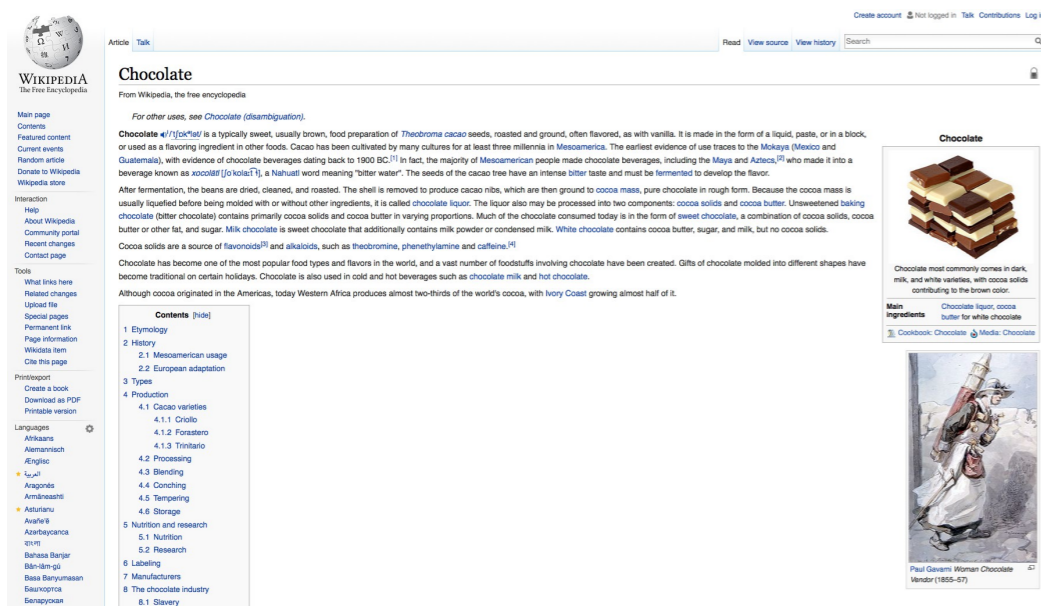 Create account Not logged in Talk Contributions Log i
Article Talk
Read View source View history Search
WIKIPEDIA
The Free Encyclopedia
Main page
Contents
Featured content
Current events
Random article
Donate to Wikipedia
Wikipedia store
Interaction
Help
About Wikipedia
Community portal
Recent changes
Contact page
Tools
What links here
Related changes
Upload file
Special pages
Permanent link
Page information
Wikidata item
Cite this page
Print/export
Create a book
Download as PDF
Printable version
Languages
Afrikaans
Alemannisch
Ænglisc
العربية
Aragonés
Armãneashti
Asturianu
Avañe'ẽ
Azərbaycanca
বাংলা
Bahasa Banjar
Bân-lâm-gú
Basa Banyumasan
Башҡортса
Беларуская
Chocolate
From Wikipedia, the free encyclopedia
For other uses, see Chocolate (disambiguation).
Chocolate /ˈtʃɒkᵊlət/ is a typically sweet, usually brown, food preparation of Theobroma cacao seeds, roasted and ground, often flavored, as with vanilla. It is made in the form of a liquid, paste, or in a block,
or used as a flavoring ingredient in other foods. Cacao has been cultivated by many cultures for at least three millennia in Mesoamerica. The earliest evidence of use traces to the Mokaya (Mexico and
Guatemala), with evidence of chocolate beverages dating back to 1900 BC.[1] In fact, the majority of Mesoamerican people made chocolate beverages, including the Maya and Aztecs,[2] who made it into a
beverage known as xocolātl, a Nahuatl word meaning "bitter water". The seeds of the cacao tree have an intense bitter taste and must be fermented to develop the flavor.
After fermentation, the beans are dried, cleaned, and roasted. The shell is removed to produce cacao nibs, which are then ground to cocoa mass, pure chocolate in rough form. Because the cocoa mass is
usually liquefied before being molded with or without other ingredients, it is called chocolate liquor. The liquor also may be processed into two components: cocoa solids and cocoa butter. Unsweetened baking
chocolate (bitter chocolate) contains primarily cocoa solids and cocoa butter in varying proportions. Much of the chocolate consumed today is in the form of sweet chocolate, a combination of cocoa solids, cocoa
butter or other fat, and sugar. Milk chocolate is sweet chocolate that additionally contains milk powder or condensed milk. White chocolate contains cocoa butter, sugar, and milk, but no cocoa solids.
Cocoa solids are a source of flavonoids[3] and alkaloids, such as theobromine, phenethylamine and caffeine.[4]
Chocolate has become one of the most popular food types and flavors in the world, and a vast number of foodstuffs involving chocolate have been created. Gifts of chocolate molded into different shapes have
become traditional on certain holidays. Chocolate is also used in cold and hot beverages such as chocolate milk and hot chocolate.
Although cocoa originated in the Americas, today Western Africa produces almost two-thirds of the world's cocoa, with Ivory Coast growing almost half of it.
Contents [hide]
1 Etymology
2 History
2.1 Mesoamerican usage
2.2 European adaptation
3 Types
4 Production
4.1 Cacao varieties
4.1.1 Criollo
4.1.2 Forastero
4.1.3 Trinitario
4.2 Processing
4.3 Blending
4.4 Conching
4.5 Tempering
4.6 Storage
5 Nutrition and research
5.1 Nutrition
5.2 Research
6 Labeling
7 Manufacturers
8 The chocolate industry
8.1 Slavery
Chocolate
Chocolate most commonly comes in dark,
milk, and white varieties, with cocoa solids
contributing to the brown color.
Main Chocolate liquor, cocoa
ingredients butter for white chocolate
Cookbook: Chocolate Media: Chocolate
Paul Gavarni Woman Chocolate
Vendor (1855–57)